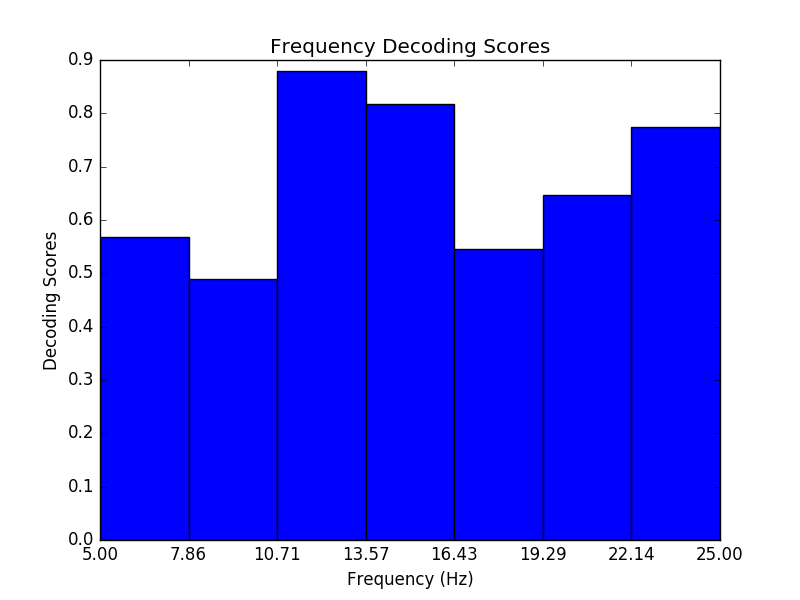 Frequency Decoding Scores
0.9
0.8
0.7
0.6
0.5
0.4
0.3
0.2
0.1
0.0
Decoding Scores
5.00 7.86 10.71 13.57 16.43 19.29 22.14 25.00
Frequency (Hz)